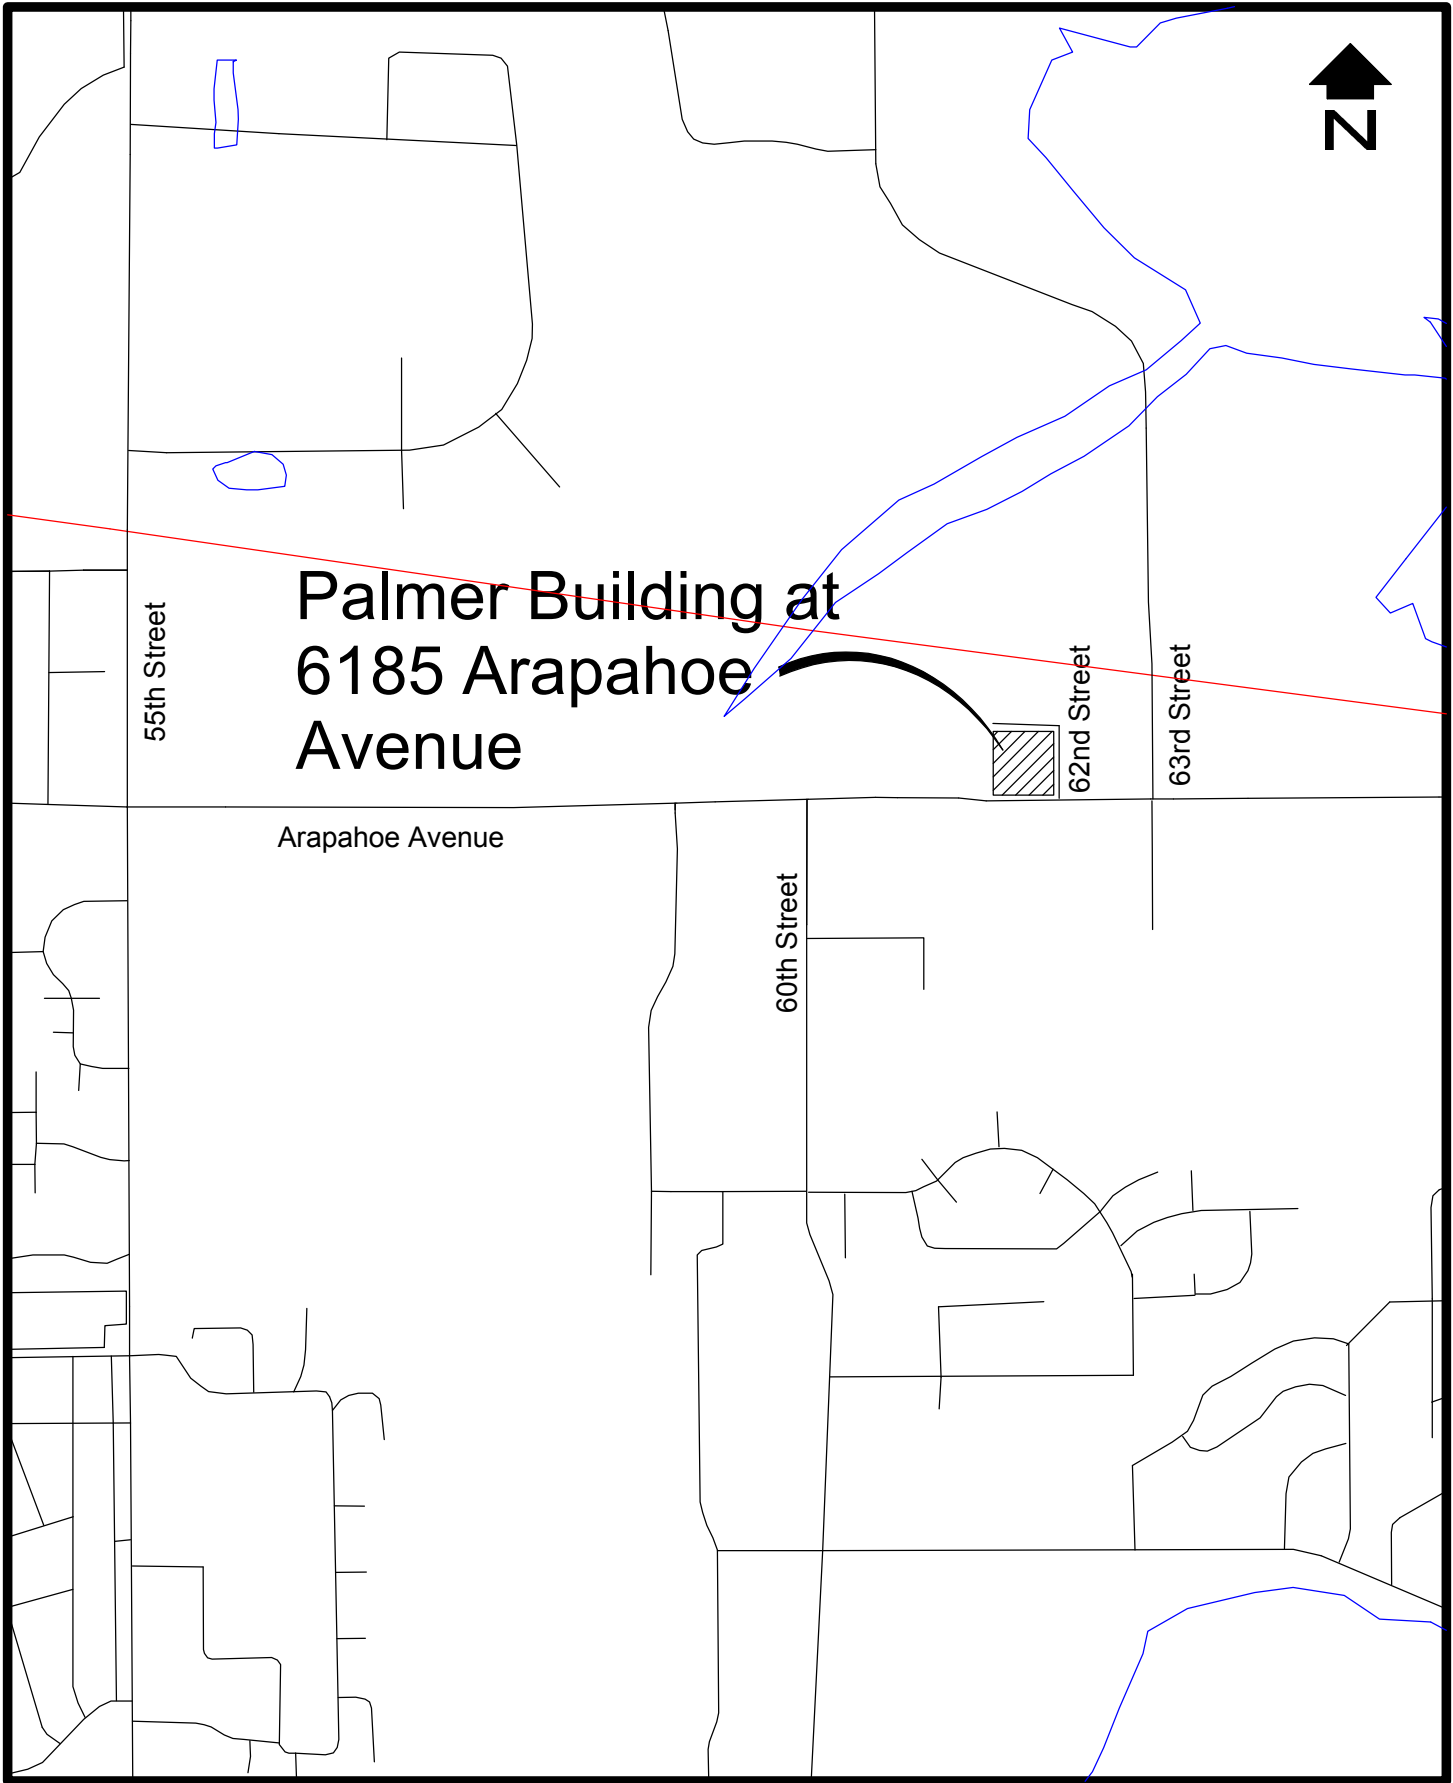 N
Palmer Building at
6185 Arapahoe
Avenue
55th Street
62nd Street
63rd Street
Arapahoe Avenue
60th Street